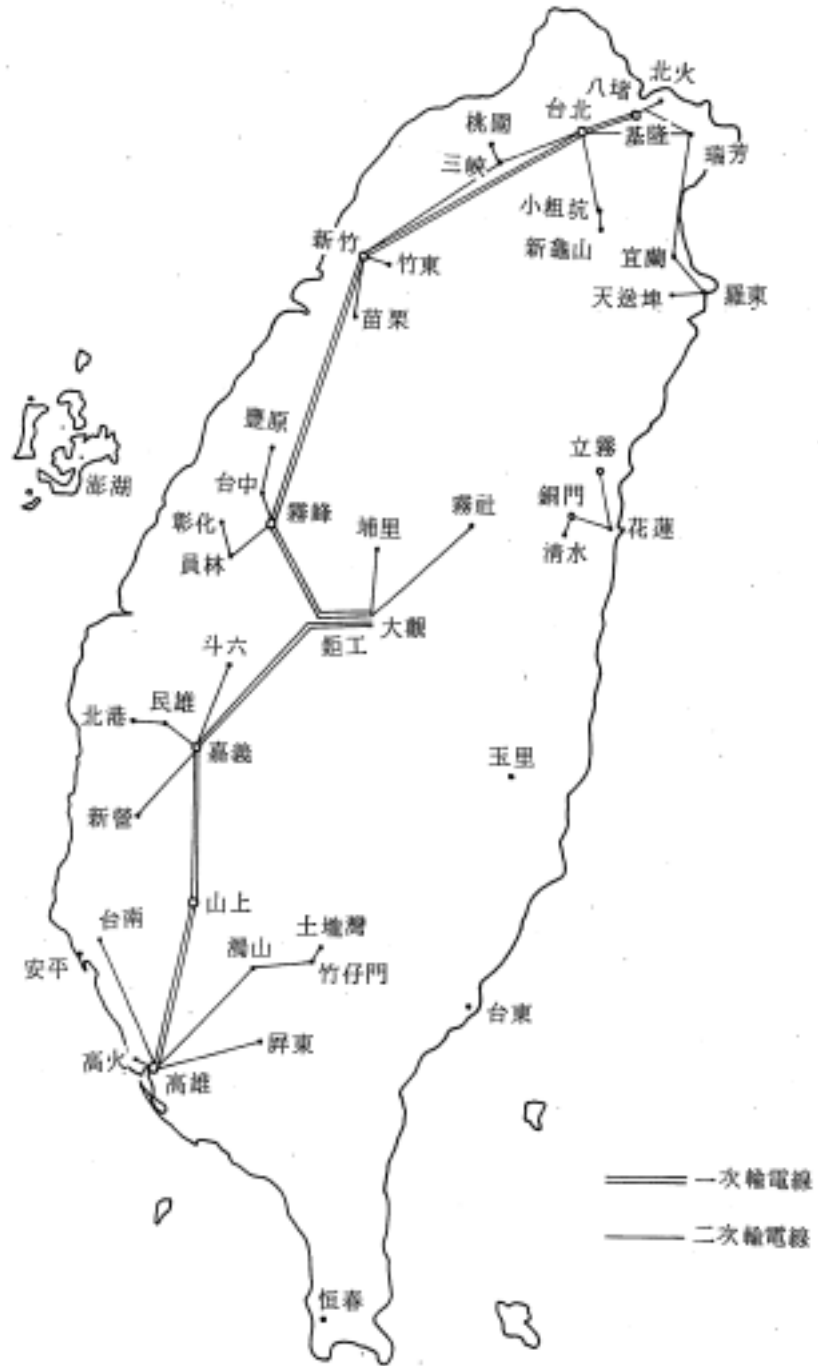 北火
八堵
台北
桃園
基隆
三峽
瑞芳
小粗坑
新竹
新龜山
宜蘭
竹東
天送埤
羅東
苗栗
豐原
立霧
台中
澎湖
銅門
霧社
霧峰
埔里
彰化
花蓮
清水
員林
大觀
鉅工
斗六
民雄
北港
嘉義
玉里
新營
山上
台南
土壠灣
濁山
安平
竹仔門
台東
屏東
高火
高雄
一次輸電線
二次輸電線
恒春